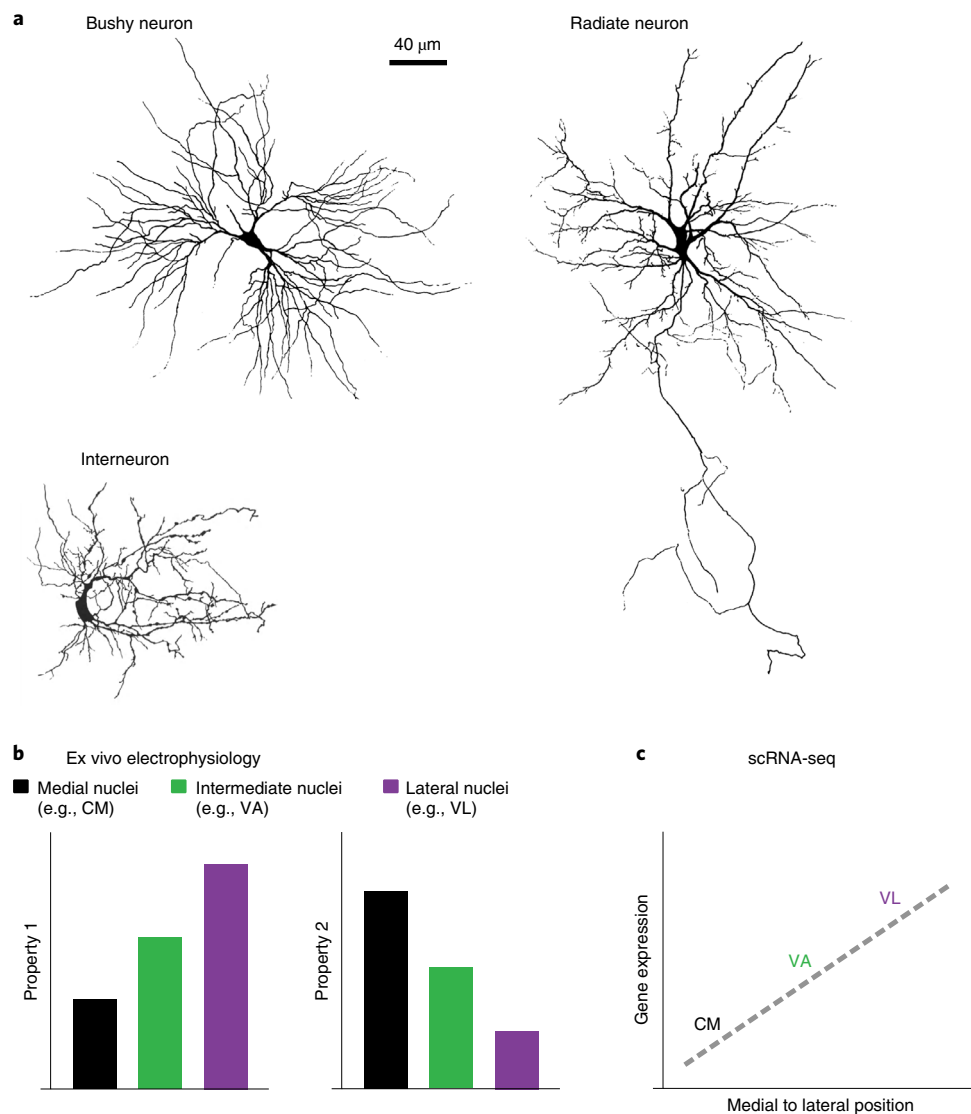 a
Bushy neuron
40 μm
Radiate neuron
Interneuron
b
Ex vivo electrophysiology
Medial nuclei
(e.g., CM)
Intermediate nuclei
(e.g., VA)
Lateral nuclei
(e.g., VL)
Property 1
Property 2
c
scRNA-seq
Gene expression
VL
VA
CM
Medial to lateral position